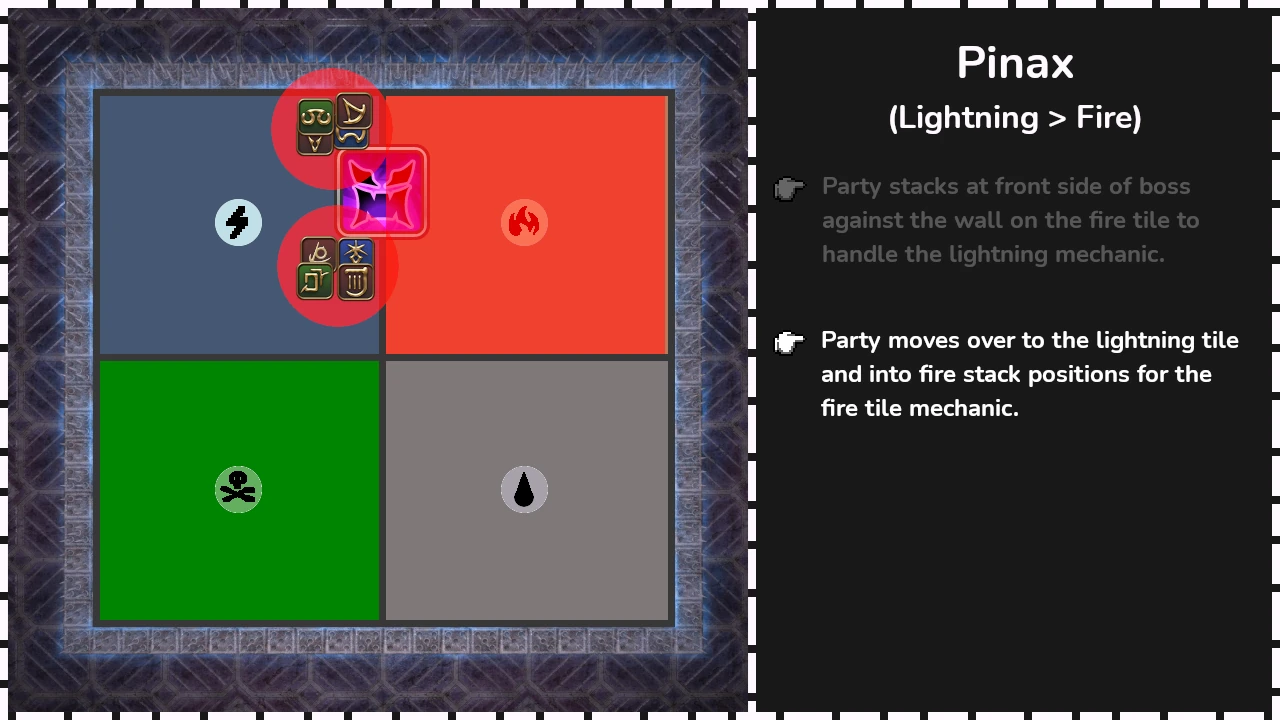 Pinax
(Lightning > Fire)
Party stacks at front side of boss
against the wall on the fire tile to
handle the lightning mechanic.
Party moves over to the lightning tile
and into fire stack positions for the
fire tile mechanic.